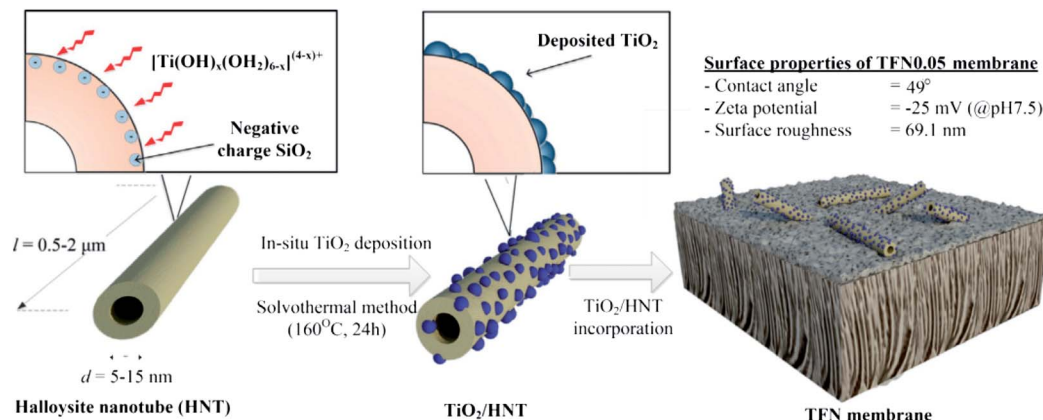 [Ti(OH)x(OH2)6-x](4-x)+
Negative
charge SiO2
l = 0.5-2 μm
d = 5-15 nm
Halloysite nanotube (HNT)
In-situ TiO2 deposition
Solvothermal method
(160OC, 24h)
Deposited TiO2
TiO2/HNT
TiO2/HNT
incorporation
Surface properties of TFN0.05 membrane
- Contact angle = 49°
- Zeta potential = -25 mV (@pH7.5)
- Surface roughness = 69.1 nm
TFN membrane